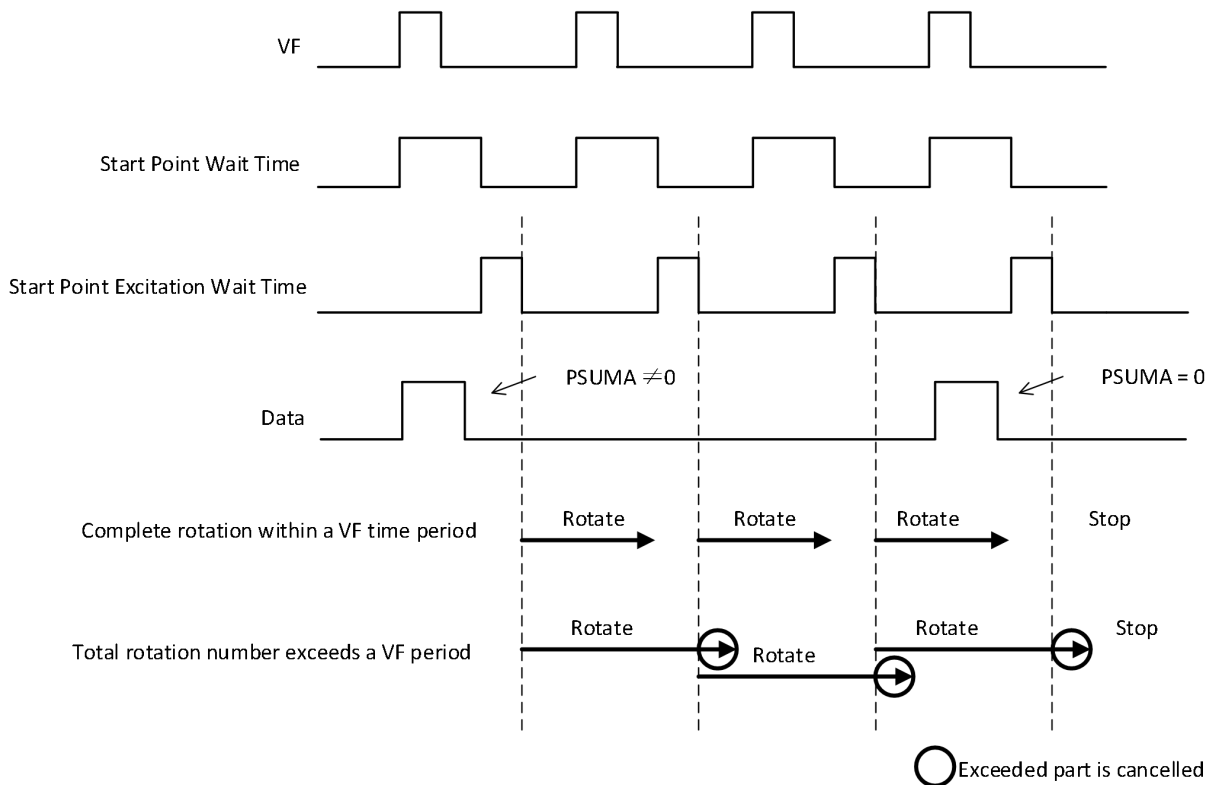 VF
Start Point Wait Time
Start Point Excitation Wait Time
PSUMA ≠0
PSUMA = 0
Data
Rotate
Rotate
Rotate
Stop
Complete rotation within a VF time period
Rotate
Rotate
Stop
Total rotation number exceeds a VF period
Rotate
Exceeded part is cancelled